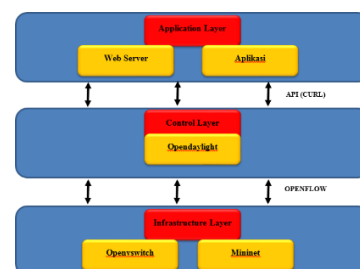 Application Layer
Web Server
Aplikasi
API (CURL)
Control Layer
Opendaylight
OPENFLOW
Infrastructure Layer
Openvswitch
Mininet